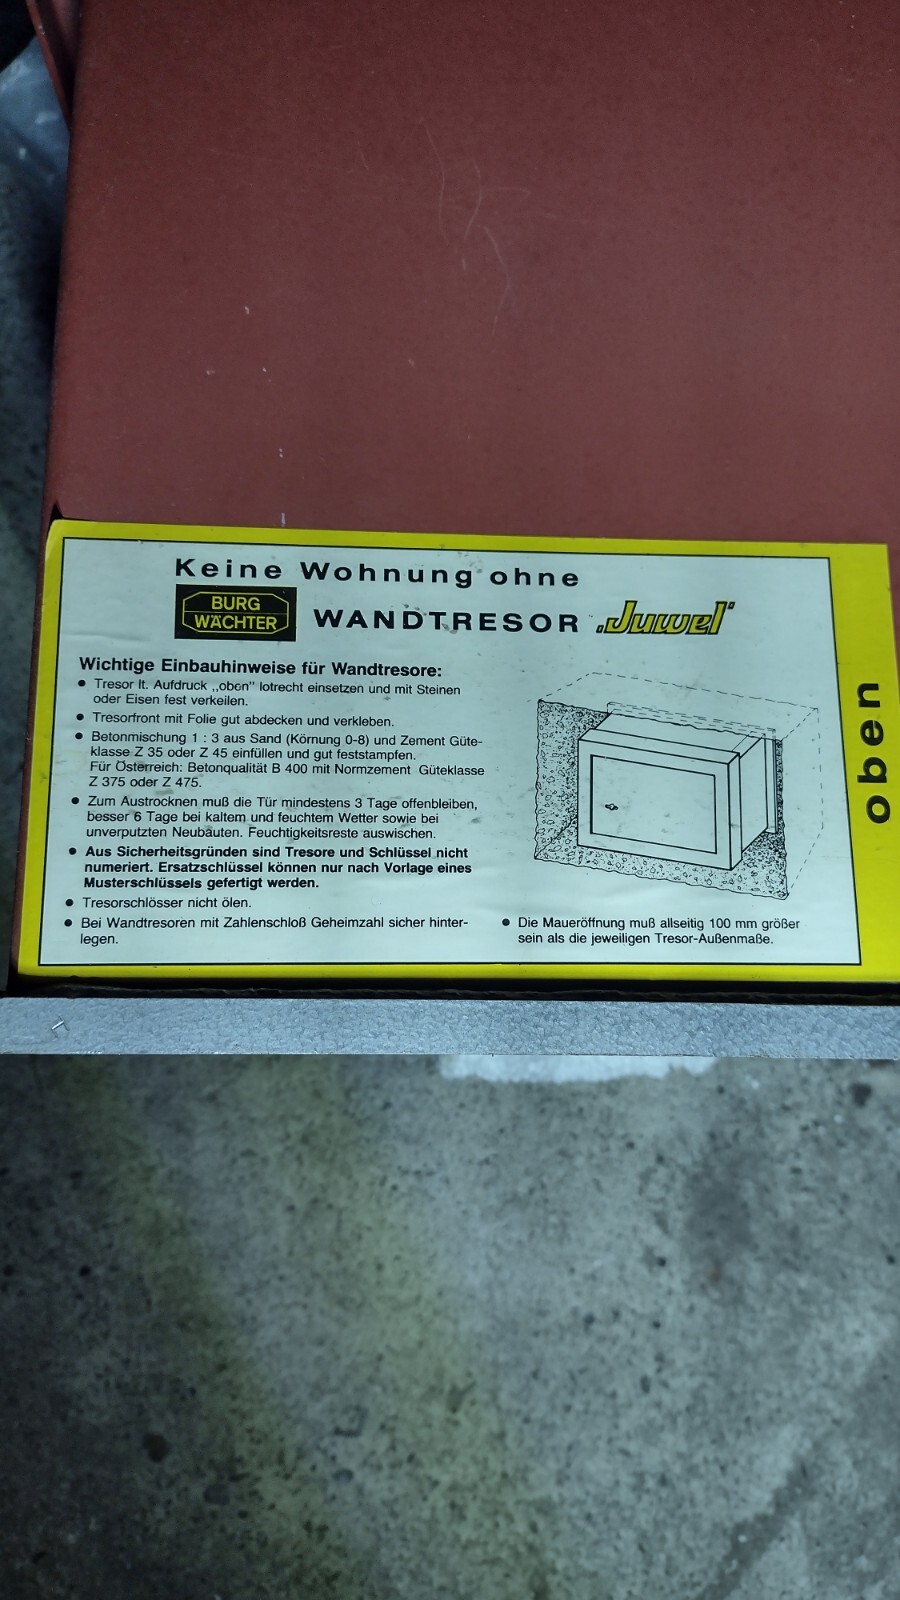 Keine Wohnung ohne
BURG
WÄCHTER
WANDTRESOR „Juwel“
Wichtige Einbauhinweise für Wandtresore:
● Tresor lt. Aufdruck „oben“ lotrecht einsetzen und mit Steinen
oder Eisen fest verkeilen.
● Tresorfront mit Folie gut abdecken und verkleben.
● Betonmischung 1 : 3 aus Sand (Körnung 0-8) und Zement Güte-
klasse Z 35 oder Z 45 einfüllen und gut feststampfen.
Für Österreich: Betonqualität B 400 mit Normzement Güteklasse
Z 375 oder Z 475.
● Zum Austrocknen muß die Tür mindestens 3 Tage offenbleiben,
besser 6 Tage bei kaltem und feuchtem Wetter sowie bei
unverputzten Neubauten. Feuchtigkeitsreste auswischen.
● Aus Sicherheitsgründen sind Tresore und Schlüssel nicht
numeriert. Ersatzschlüssel können nur nach Vorlage eines
Musterschlüssels gefertigt werden.
● Tresorschlösser nicht ölen.
● Bei Wandtresoren mit Zahlenschloß Geheimzahl sicher hinter-
legen.
● Die Maueröffnung muß allseitig 100 mm größer
sein als die jeweiligen Tresor-Außenmaße.
oben